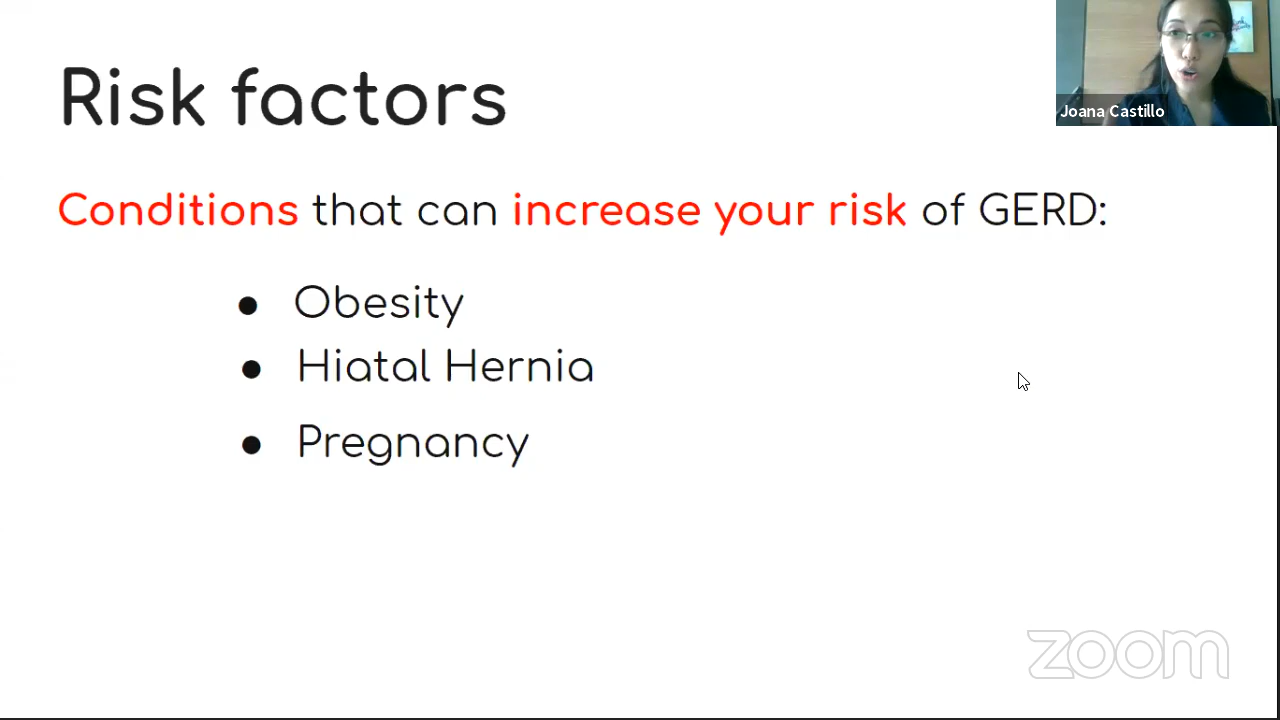 Risk factors
Joana Castillo
Conditions that can increase your risk of GERD:
● Obesity
● Hiatal Hernia
● Pregnancy
zoom